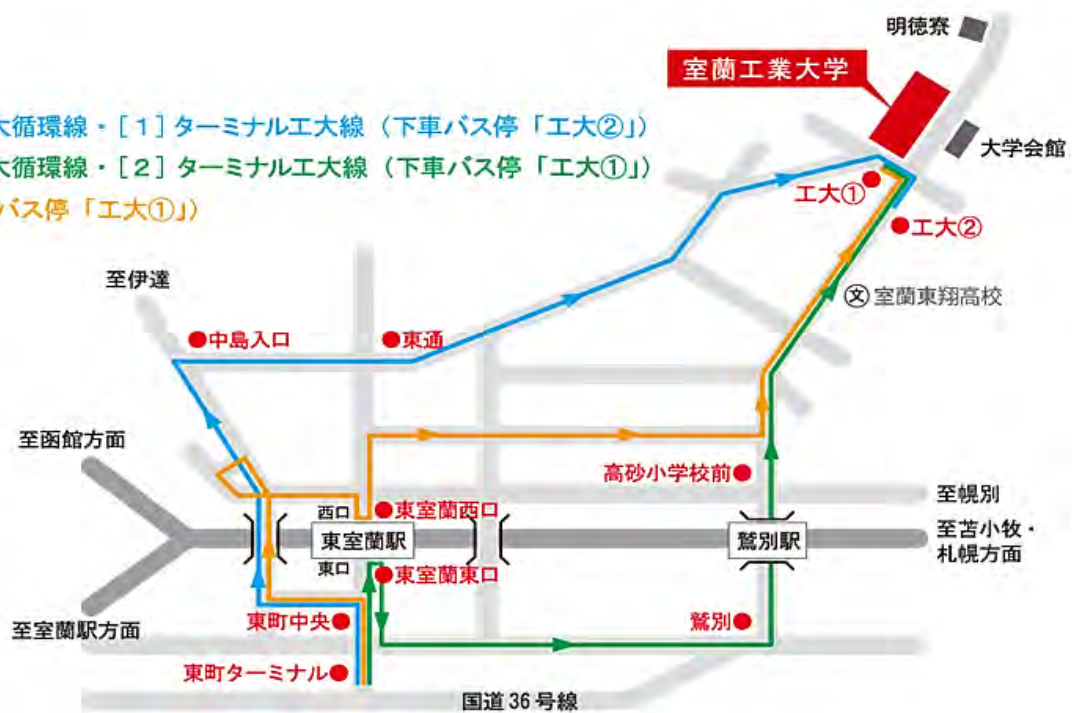 明徳寮
室蘭工業大学
大循環線・[1] ターミナル工大線(下車バス停「工大②」)
大学会館
大循環線・[2] ターミナル工大線(下車バス停「工大①」)
工大①
バス停「工大①」)
工大②
至伊達
文 室蘭東翔高校
中島入口
東通
至函館方面
高砂小学校前
至幌別
西口
東室蘭西口
東室蘭駅
鷲別駅
至苫小牧・
札幌方面
東口
東室蘭東口
至室蘭駅方面
東町中央
鷲別
東町ターミナル
国道36号線